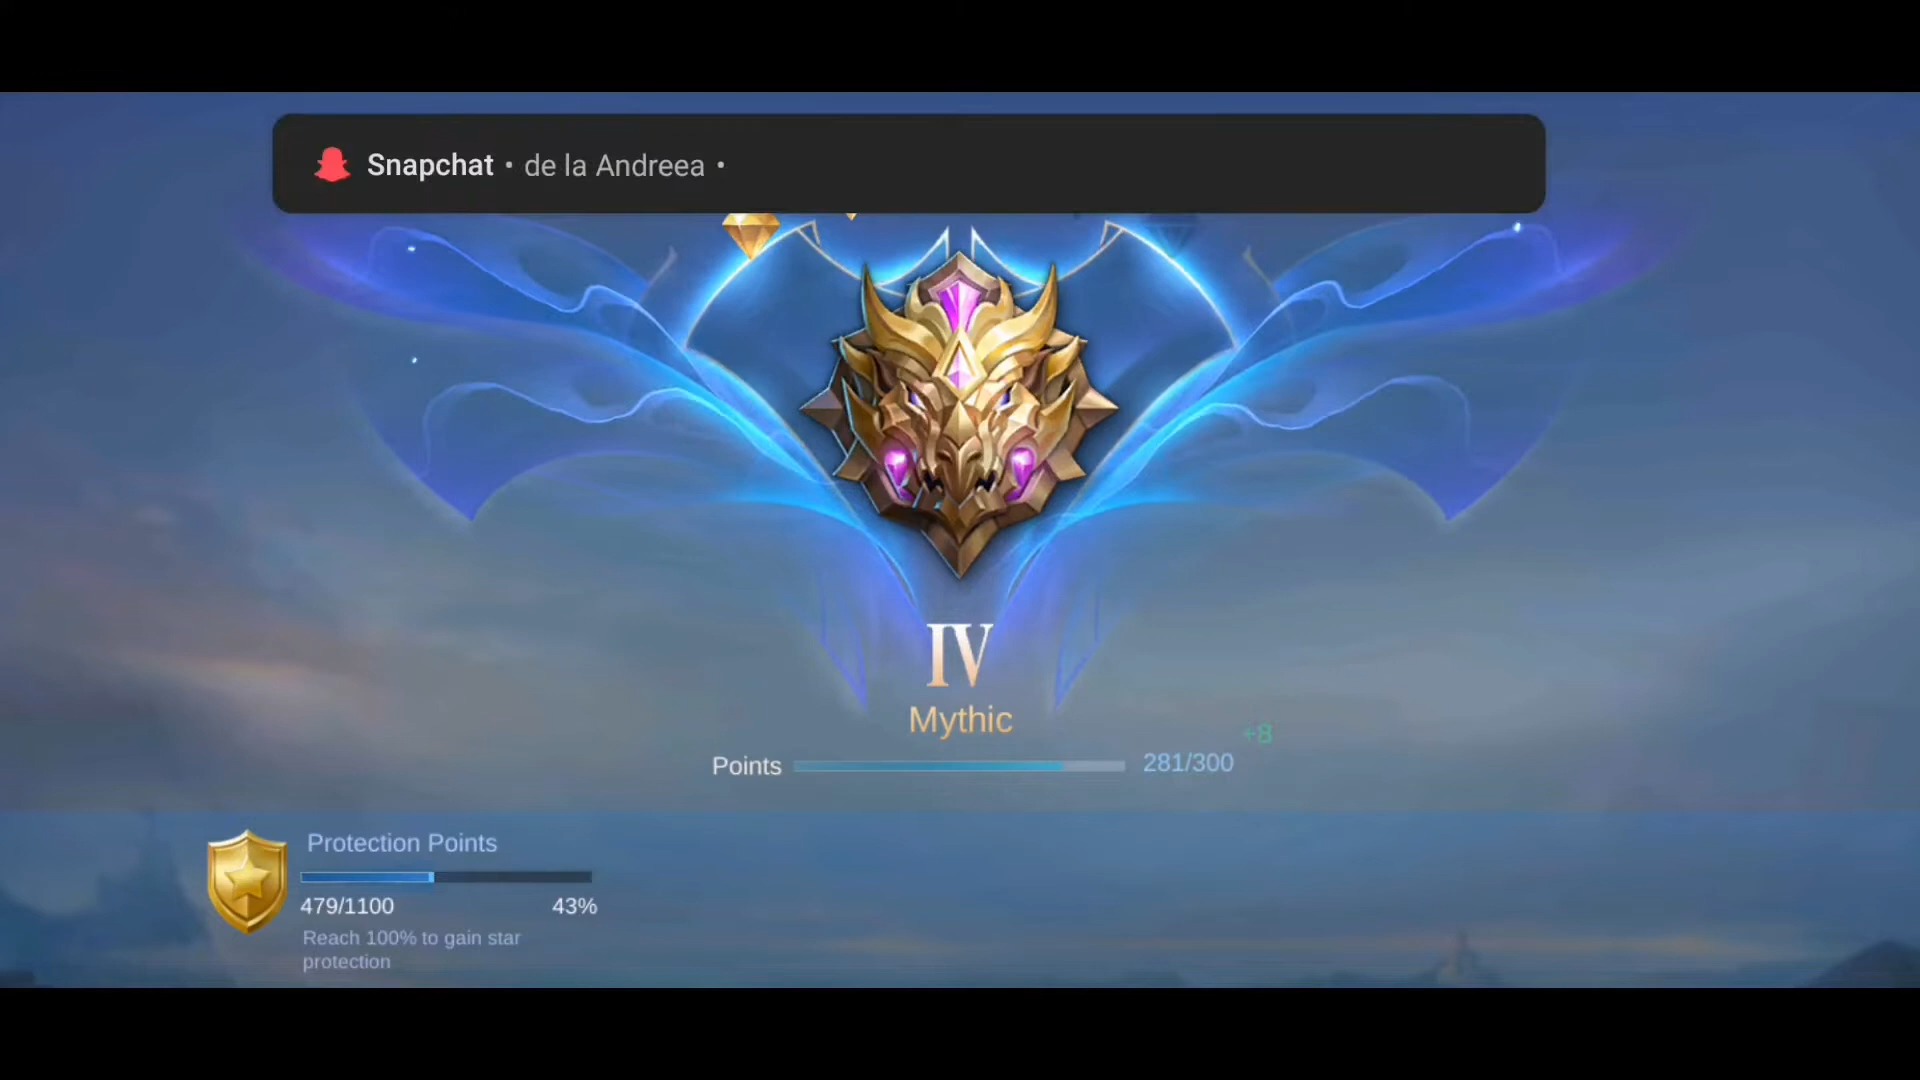 Snapchat • de la Andreea •
IV
Mythic
+8
Points 281/300
Protection Points
479/1100 43%
Reach 100% to gain star
protection